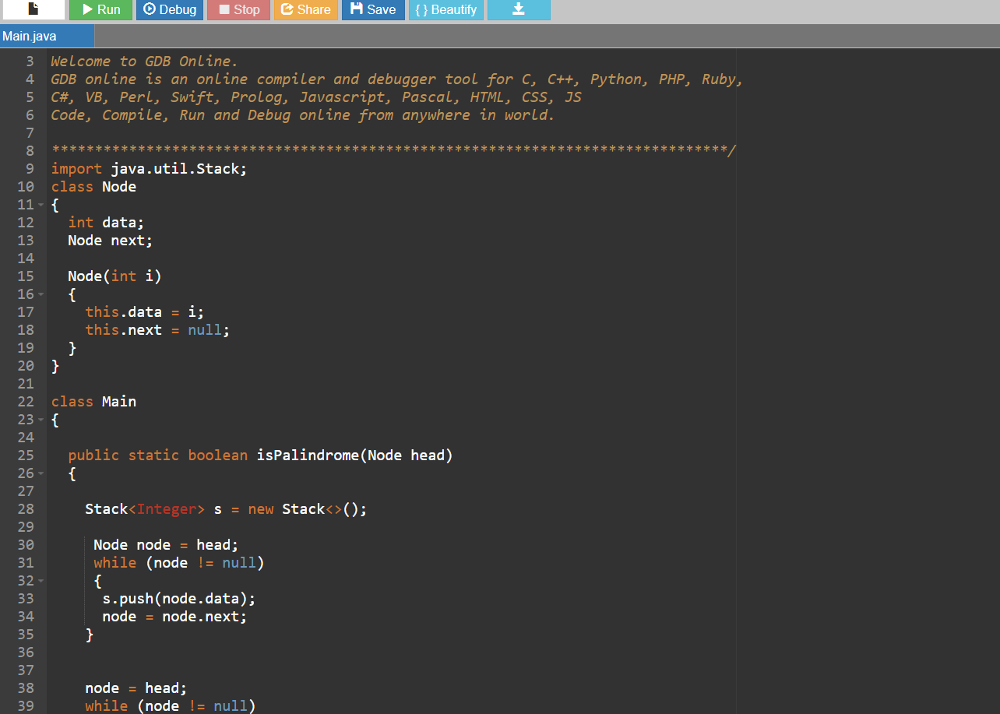 Run Debug Stop Share Save { } Beautify
Main.java
3 Welcome to GDB Online.
4 GDB online is an online compiler and debugger tool for C, C++, Python, PHP, Ruby,
5 C#, VB, Perl, Swift, Prolog, Javascript, Pascal, HTML, CSS, JS
6 Code, Compile, Run and Debug online from anywhere in world.
7
8 *******************************************************************************/
9 import java.util.Stack;
10 class Node
11 {
12   int data;
13   Node next;
14
15   Node(int i)
16   {
17     this.data = i;
18     this.next = null;
19   }
20 }
21
22 class Main
23 {
24
25   public static boolean isPalindrome(Node head)
26   {
27
28     Stack<Integer> s = new Stack<>();
29
30      Node node = head;
31      while (node != null)
32      {
33       s.push(node.data);
34       node = node.next;
35     }
36
37
38     node = head;
39     while (node != null)